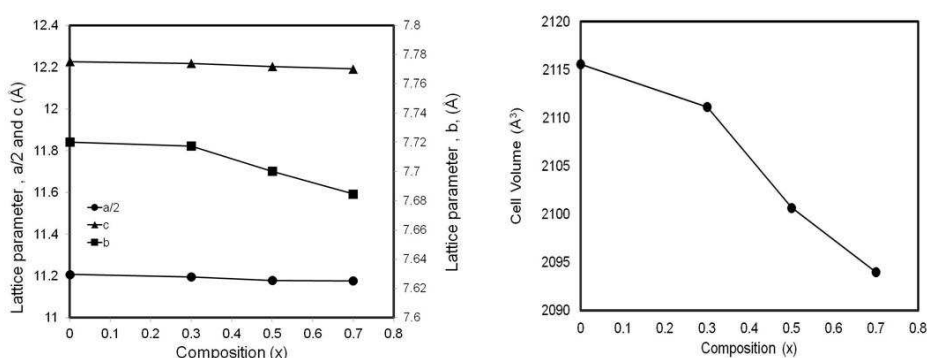 Lattice parameter , a/2 and c (Å)
12.4
12.2
12
11.8
11.6
11.4
11.2
11
a/2
c
b
0 0.1 0.2 0.3 0.4 0.5 0.6 0.7 0.8
Composition (x)
7.8
7.78
7.76
7.74
7.72
7.7
7.68
7.66
7.64
7.62
7.6
Lattice parameter , b, (Å)
Cell Volume (Å³)
2120
2115
2110
2105
2100
2095
2090
0 0.1 0.2 0.3 0.4 0.5 0.6 0.7 0.8
Composition (x)